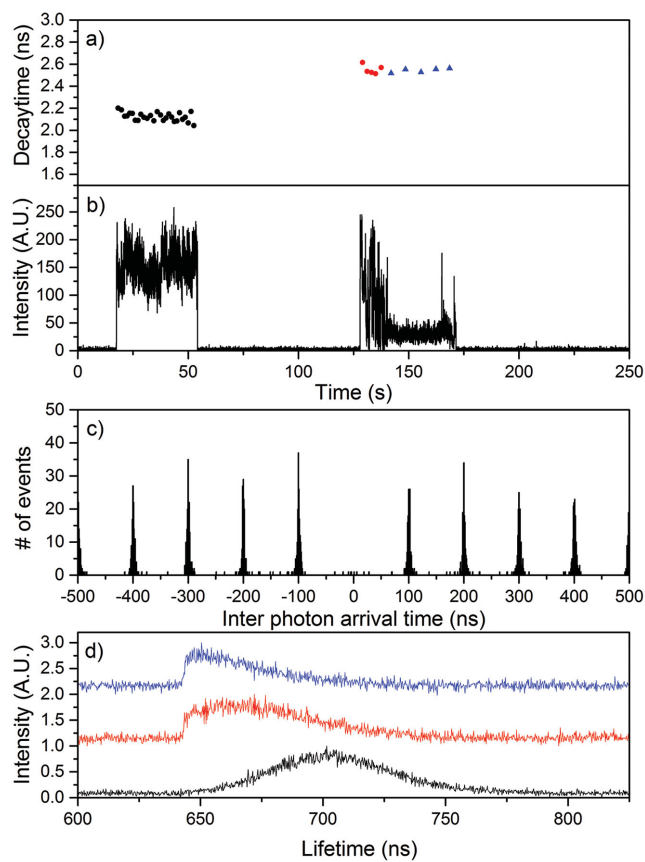 a)
Decaytime (ns)
3.0
2.8
2.6
2.4
2.2
2.0
1.8
1.6
b)
Intensity (A.U.)
250
200
150
100
50
0
0 50 100 150 200 250
Time (s)
c)
# of events
50
40
30
20
10
0
-500 -400 -300 -200 -100 0 100 200 300 400 500
Inter photon arrival time (ns)
d)
Intensity (A.U.)
3.0
2.5
2.0
1.5
1.0
0.5
0.0
600 650 700 750 800
Lifetime (ns)